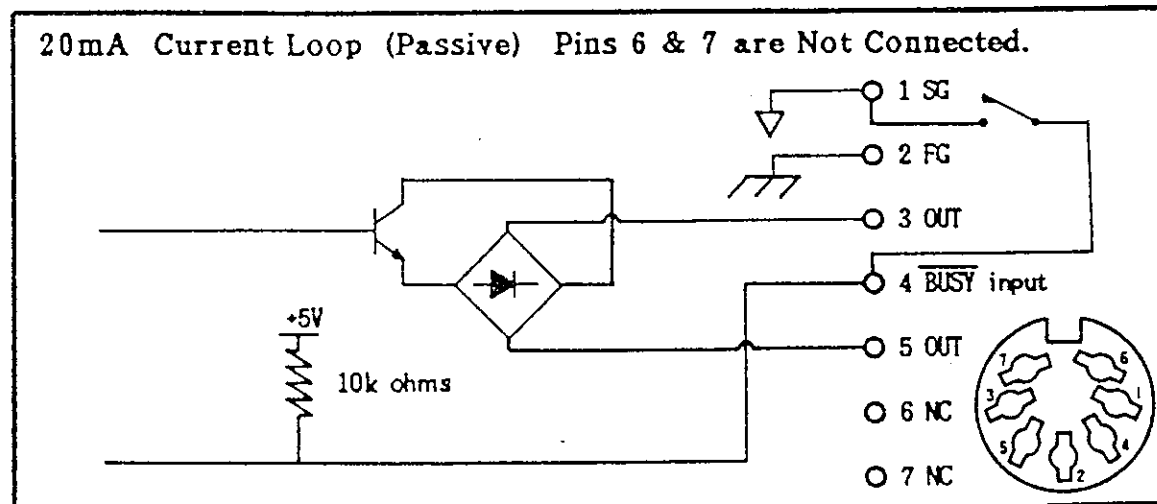 20mA Current Loop (Passive) Pins 6 & 7 are Not Connected.
1 SG
2 FG
3 OUT
4 BUSY input
5 OUT
6 NC
7 NC
+5V
10k ohms
7
6
3
1
5
4
2